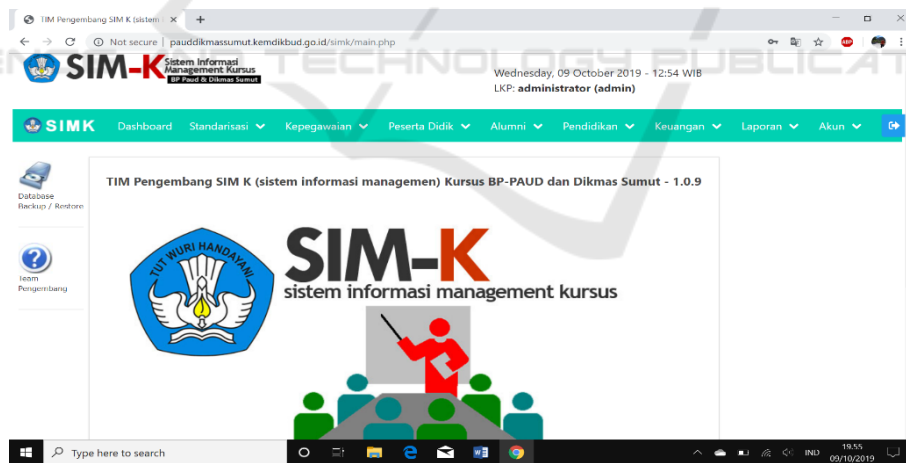 TIM Pengembang SIM K (sistem i
Not secure | pauddikmassumut.kemdikbud.go.id/simk/main.php
TECHNOLOGY PUBLICATI
SIM-K Sistem Informasi
Management Kursus
BP Paud & Dikmas Sumut
Wednesday, 09 October 2019 - 12:54 WIB
LKP: administrator (admin)
SIMK Dashboard Standarisasi Kepegawaian Peserta Didik Alumni Pendidikan Keuangan Laporan Akun
Database
Backup / Restore
Team
Pengembang
TIM Pengembang SIM K (sistem informasi managemen) Kursus BP-PAUD dan Dikmas Sumut - 1.0.9
TUT WURI HANDAYANI
SIM-K
sistem informasi management kursus
Type here to search
IND
19.55
09/10/2019